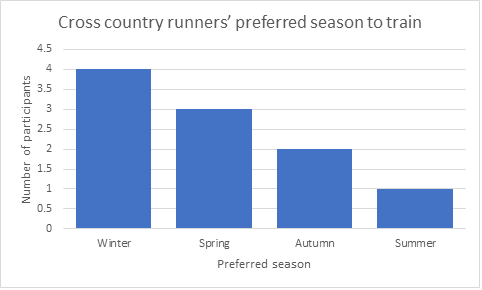 Cross country runners’ preferred season to train
4.5
4
3.5
3
2.5
2
1.5
1
0.5
0
Number of participants
Winter Spring Autumn Summer
Preferred season